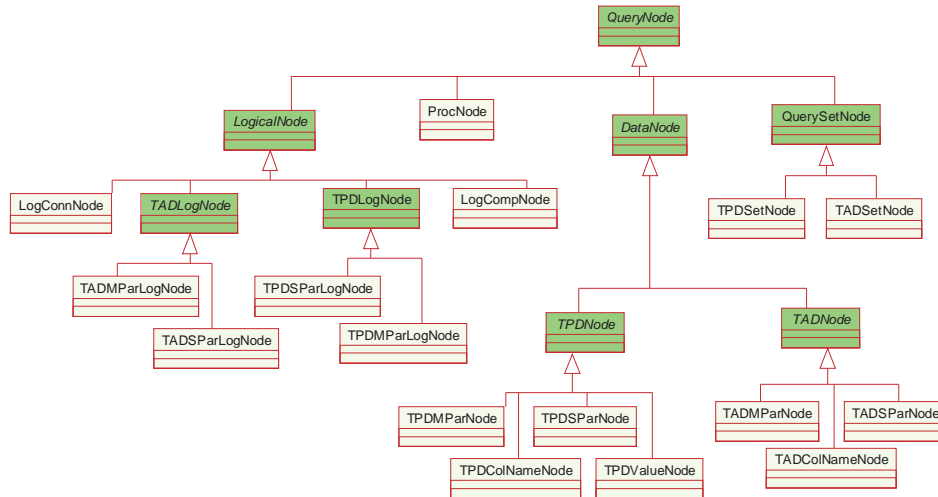 QueryNode
LogicalNode
ProcNode
DataNode
QuerySetNode
LogConnNode
TADLogNode
TPDLogNode
LogCompNode
TPDSetNode
TADSetNode
TADMParLogNode
TPDSParLogNode
TADSParLogNode
TPDMParLogNode
TPDNode
TADNode
TPDMParNode
TPDSParNode
TADMParNode
TADSParNode
TPDColNameNode
TPDValueNode
TADColNameNode